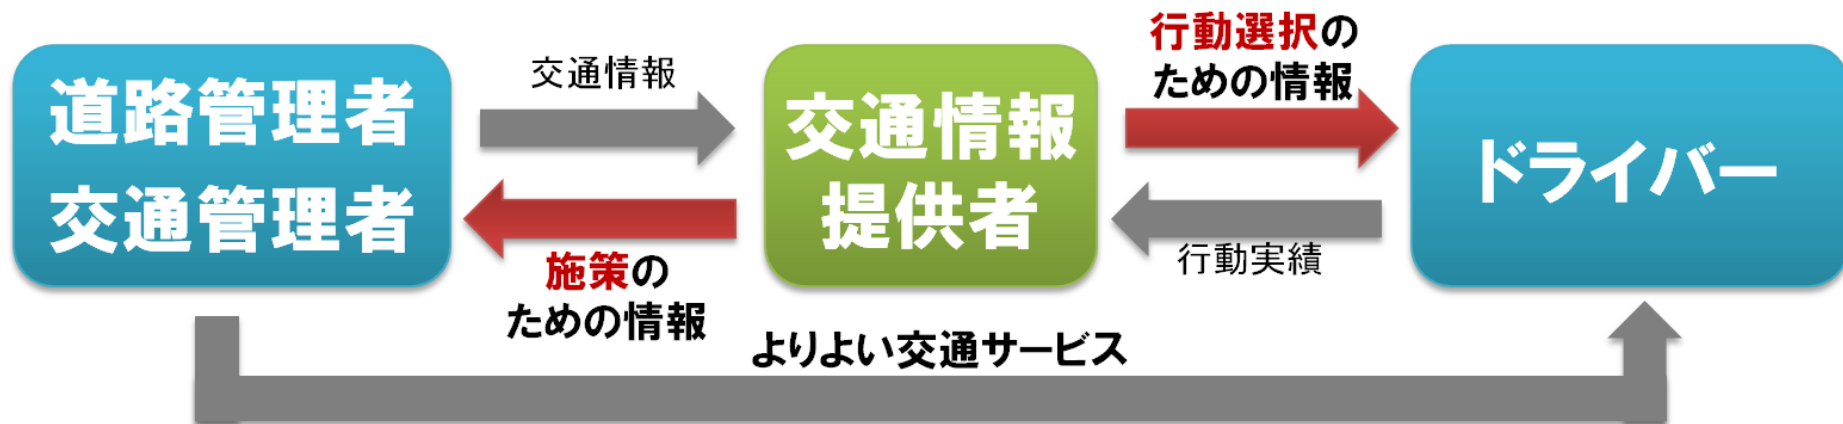 道路管理者
交通管理者
交通情報
施策の
ための情報
交通情報
提供者
行動選択の
ための情報
行動実績
ドライバー
よりよい交通サービス